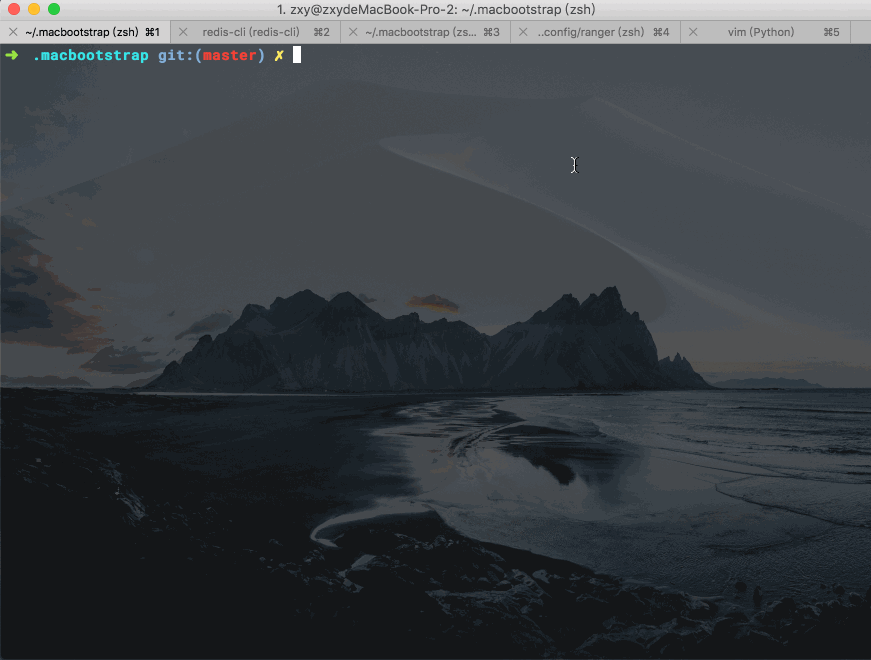 1. zxy@zxydeMacBook-Pro-2: ~/.macbootstrap (zsh)
~/.macbootstrap (zsh) ⌘1 redis-cli (redis-cli) ⌘2 ~/.macbootstrap (zs... ⌘3 ..config/ranger (zsh) ⌘4 vim (Python) ⌘5
➜ .macbootstrap git:(master) ✗